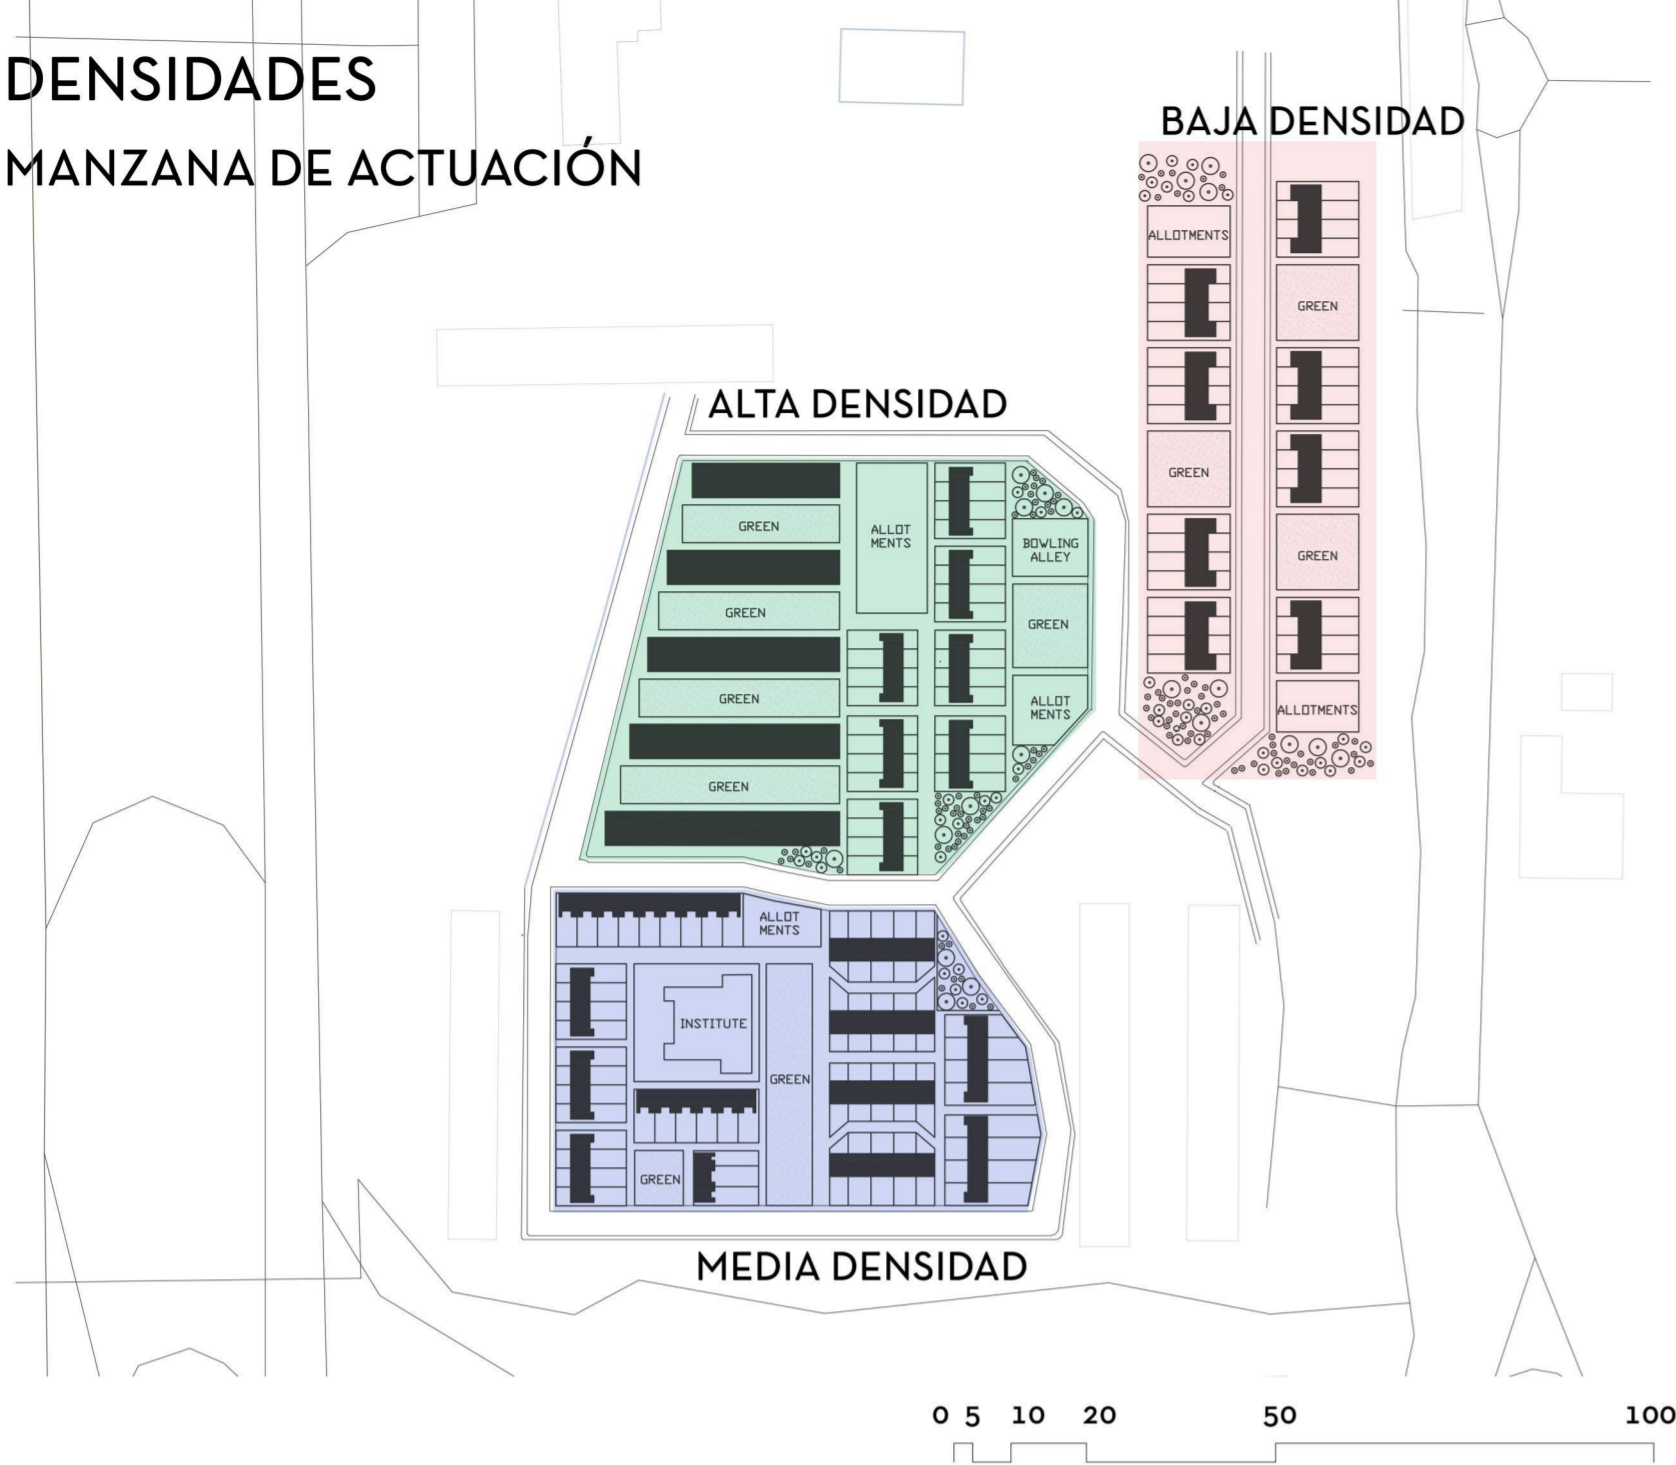 DENSIDADES
MANZANA DE ACTUACIÓN
BAJA DENSIDAD
ALLOTMENTS
GREEN
GREEN
GREEN
ALLOTMENTS
ALTA DENSIDAD
GREEN
GREEN
GREEN
GREEN
ALLOT
MENTS
BOWLING
ALLEY
GREEN
ALLOT
MENTS
ALLOT
MENTS
INSTITUTE
GREEN
GREEN
MEDIA DENSIDAD
0 5 10 20 50 100